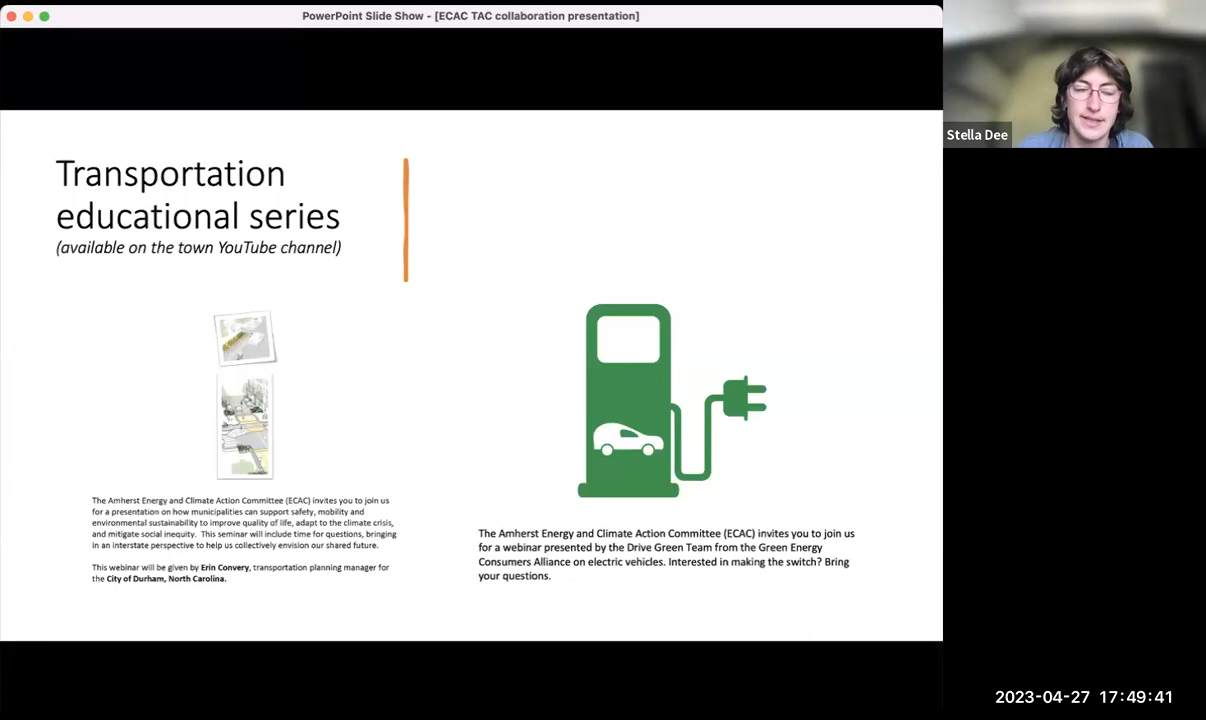 PowerPoint Slide Show - [ECAC TAC collaboration presentation]
Stella Dee
Transportation
educational series
(available on the town YouTube channel)
The Amherst Energy and Climate Action Committee (ECAC) invites you to join us
for a presentation on how municipalities can support safety, mobility and
environmental sustainability to improve quality of life, adapt to the climate crisis,
and mitigate social inequity. This seminar will include time for questions, bringing
in an interstate perspective to help us collectively envision our shared future.
This webinar will be given by Erin Convery, transportation planning manager for
the City of Durham, North Carolina.
The Amherst Energy and Climate Action Committee (ECAC) invites you to join us
for a webinar presented by the Drive Green Team from the Green Energy
Consumers Alliance on electric vehicles. Interested in making the switch? Bring
your questions.
2023-04-27 17:49:41